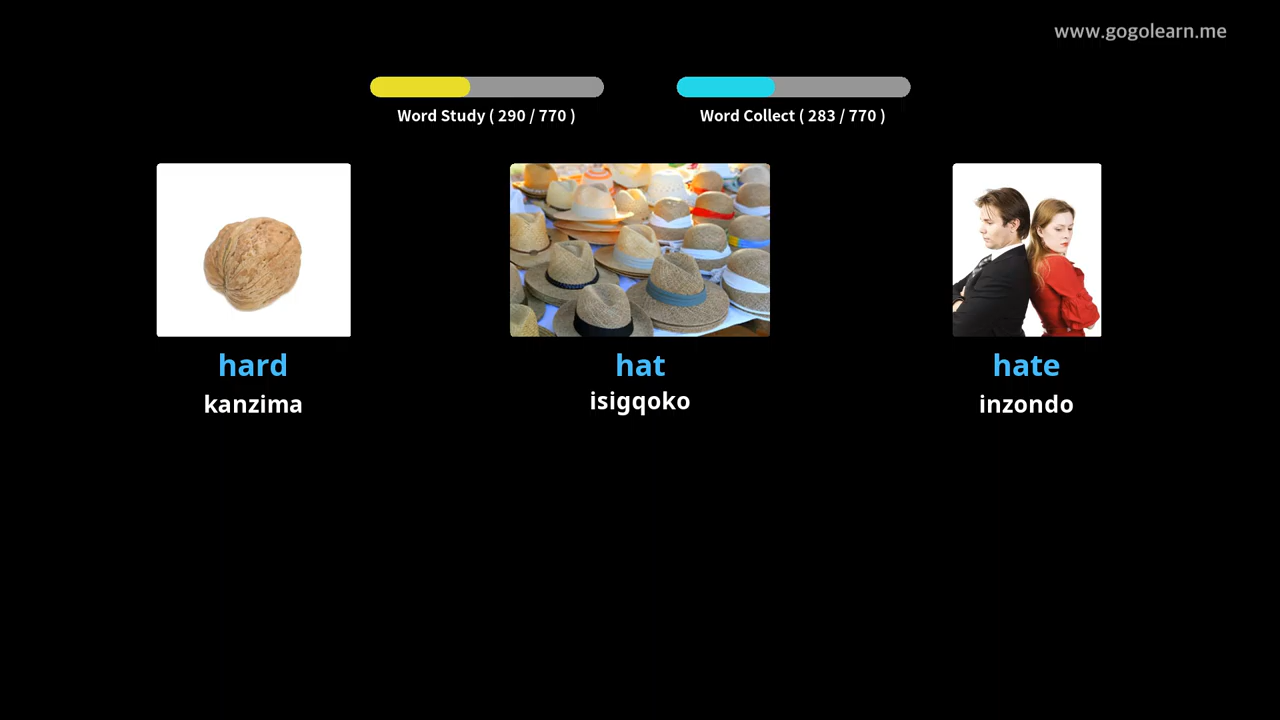 www.gogolearn.me
Word Study ( 290 / 770 )
Word Collect ( 283 / 770 )
hard
kanzima
hat
isigqoko
hate
inzondo